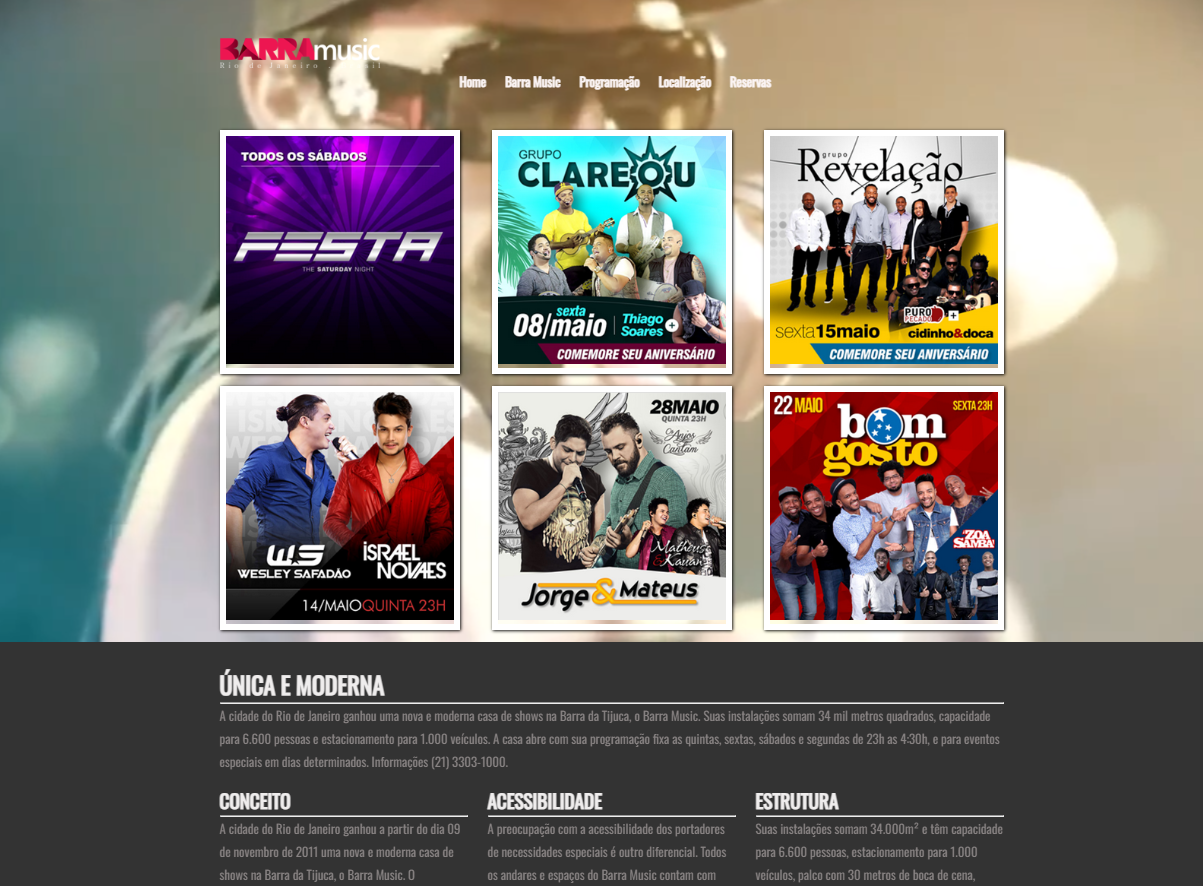 BARRAmusic
Rio de Janeiro
Home Barra Music Programação Localização Reservas
TODOS OS SÁBADOS
FESTA
THE SATURDAY NIGHT
GRUPO
CLAREOU
sexta
08/maio
Thiago
Soares +
COMEMORE SEU ANIVERSÁRIO
grupo
Revelação
PURO
PECADO +
sexta15maio cidinho&doca
COMEMORE SEU ANIVERSÁRIO
WS
WESLEY SAFADÃO
ISRAEL
NOVAES
14/MAIO QUINTA 23H
28MAIO
QUINTA 23H
Os Anjos
Cantam
Matheus
& Kauan
Jorge & Mateus
22 MAIO SEXTA 23H
bom
gosto
ZOA
SAMBA
ÚNICA E MODERNA
A cidade do Rio de Janeiro ganhou uma nova e moderna casa de shows na Barra da Tijuca, o Barra Music. Suas instalações somam 34 mil metros quadrados, capacidade
para 6.600 pessoas e estacionamento para 1.000 veículos. A casa abre com sua programação fixa as quintas, sextas, sábados e segundas de 23h as 4:30h, e para eventos
especiais em dias determinados. Informações (21) 3303-1000.
CONCEITO
A cidade do Rio de Janeiro ganhou a partir do dia 09
de novembro de 2011 uma nova e moderna casa de
shows na Barra da Tijuca, o Barra Music. O
ACESSIBILIDADE
A preocupação com a acessibilidade dos portadores
de necessidades especiais é outro diferencial. Todos
os andares e espaços do Barra Music contam com
ESTRUTURA
Suas instalações somam 34.000m² e têm capacidade
para 6.600 pessoas, estacionamento para 1.000
veículos, palco com 30 metros de boca de cena,